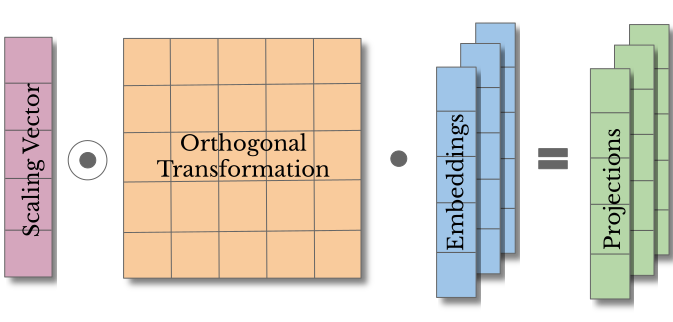 Scaling Vector
Orthogonal
Transformation
Embeddings
Projections